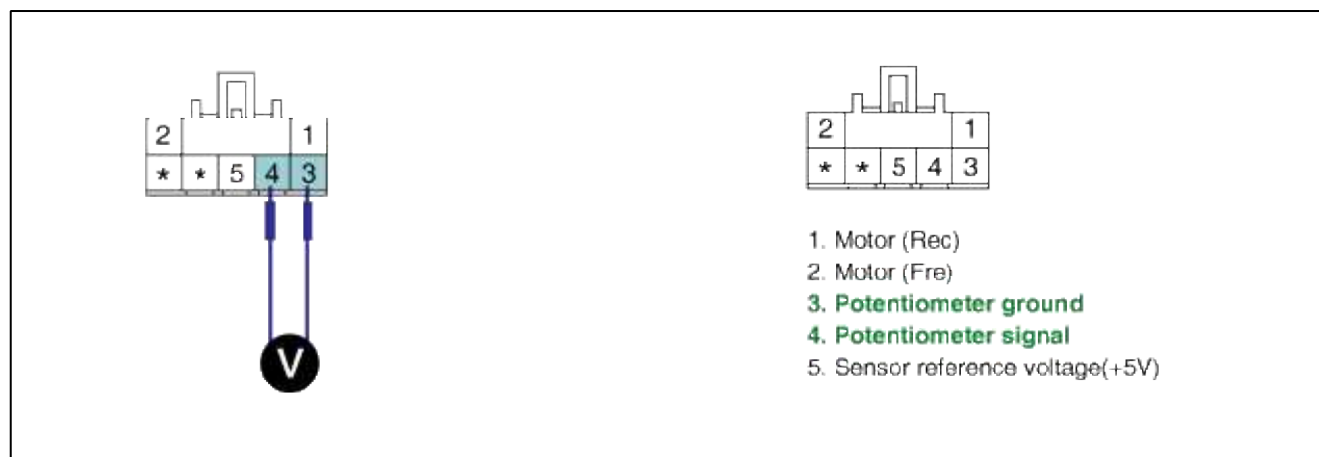 2 1
* * 5 4 3
V
2 1
* * 5 4 3
1. Motor (Rec)
2. Motor (Fre)
3. Potentiometer ground
4. Potentiometer signal
5. Sensor reference voltage(+5V)